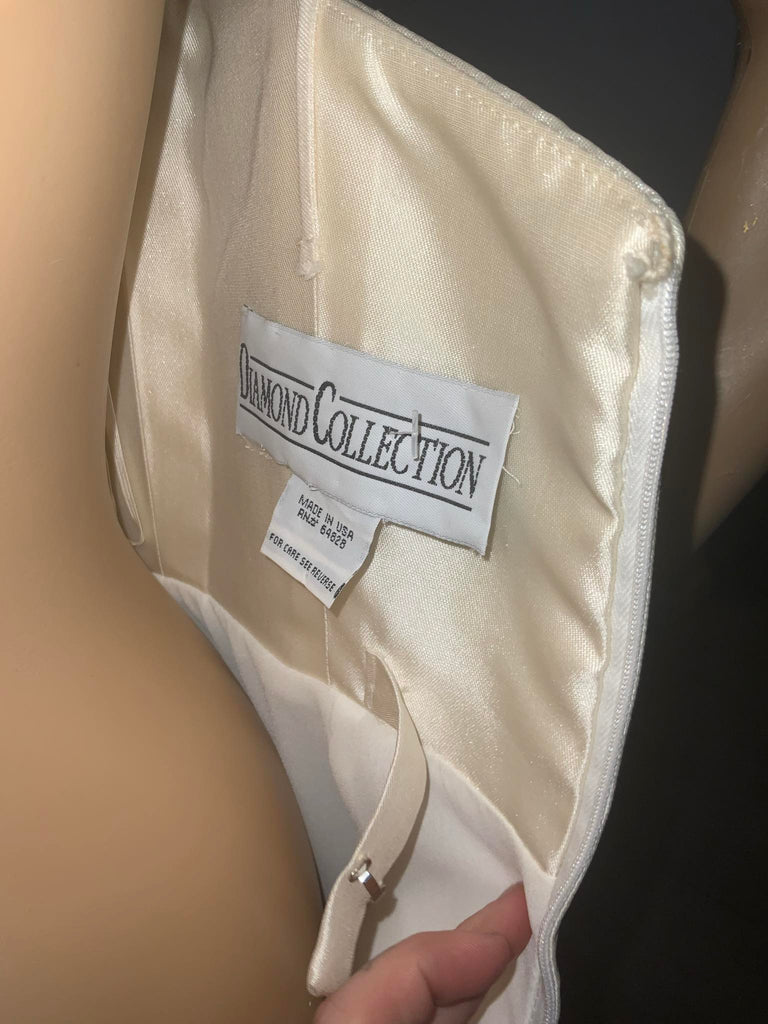 DIAMOND COLLECTION
MADE IN USA
RN# 64828
FOR CARE SEE REVERSE